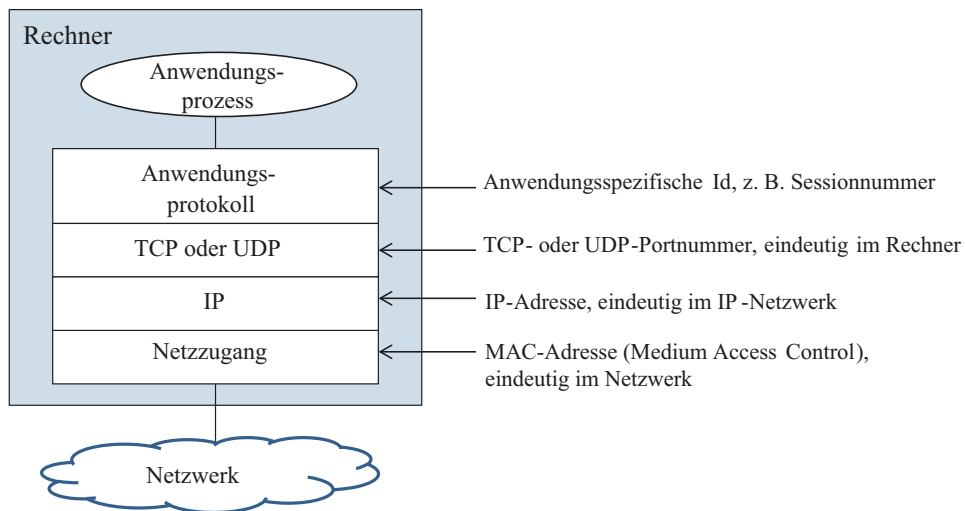 Rechner
Anwendungs-
prozess
Anwendungs-
protokoll
Anwendungsspezifische Id, z. B. Sessionnummer
TCP oder UDP
TCP- oder UDP-Portnummer, eindeutig im Rechner
IP
IP-Adresse, eindeutig im IP-Netzwerk
Netzzugang
MAC-Adresse (Medium Access Control),
eindeutig im Netzwerk
Netzwerk